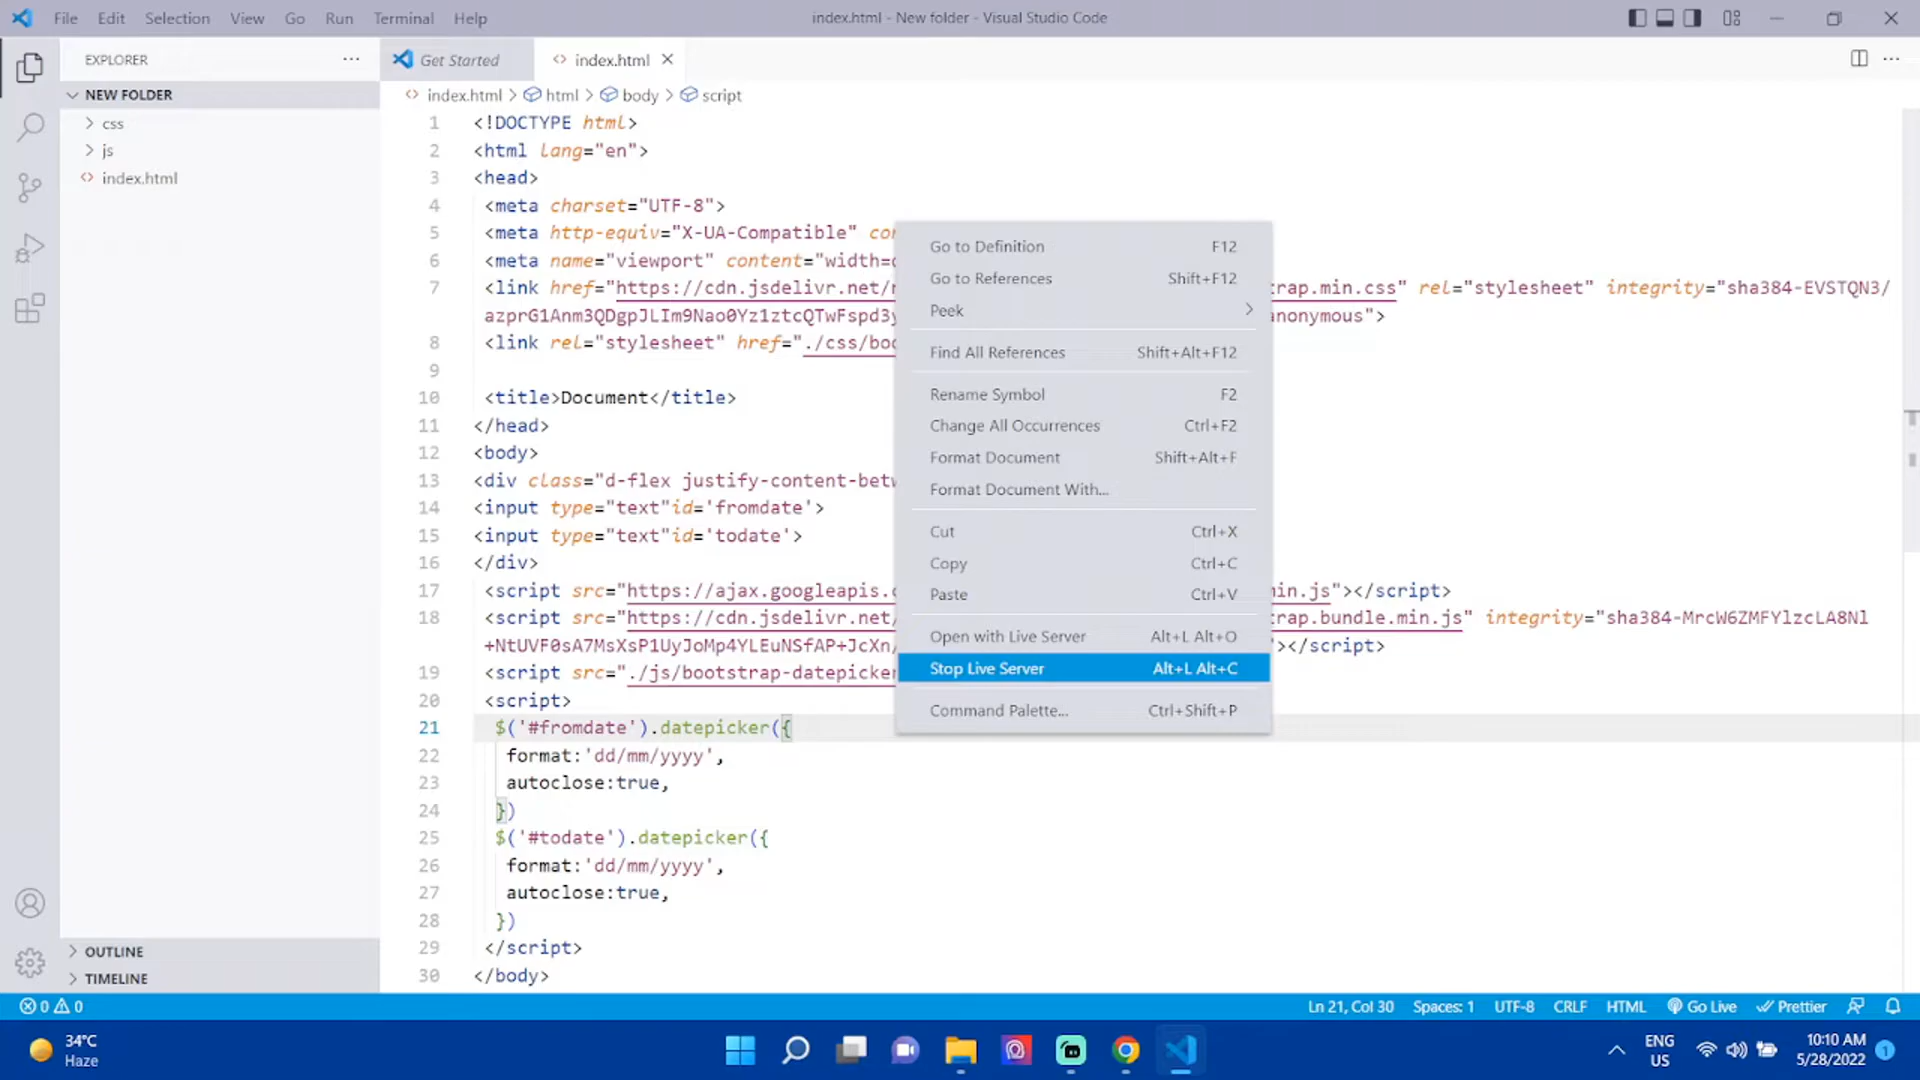 File Edit Selection View Go Run Terminal Help
index.html - New folder - Visual Studio Code
EXPLORER
NEW FOLDER
css
js
index.html
OUTLINE
TIMELINE
Get Started
index.html
index.html > html > body > script
1 <!DOCTYPE html>
2 <html lang="en">
3 <head>
4 <meta charset="UTF-8">
5 <meta http-equiv="X-UA-Compatible"
6 <meta name="viewport" content="width=
7 <link href="https://cdn.jsdelivr.net/ rap.min.css" rel="stylesheet" integrity="sha384-EVSTQN3/
azprG1Anm3QDgpJLIm9Nao0Yz1ztcQTwFspd3y nonymous">
8 <link rel="stylesheet" href="./css/boo
9
10 <title>Document</title>
11 </head>
12 <body>
13 <div class="d-flex justify-content-betw
14 <input type="text"id='fromdate'>
15 <input type="text"id='todate'>
16 </div>
17 <script src="https://ajax.googleapis. in.js"></script>
18 <script src="https://cdn.jsdelivr.net/ rap.bundle.min.js" integrity="sha384-MrcW6ZMFYlzcLA8Nl
+NtUVF0sA7MsXsP1UyJoMp4YLEuNSfAP+JcXn/ "></script>
19 <script src="./js/bootstrap-datepicker
20 <script>
21 $('#fromdate').datepicker({
22 format:'dd/mm/yyyy',
23 autoclose:true,
24 })
25 $('#todate').datepicker({
26 format:'dd/mm/yyyy',
27 autoclose:true,
28 })
29 </script>
30 </body>
Go to Definition F12
Go to References Shift+F12
Peek
Find All References Shift+Alt+F12
Rename Symbol F2
Change All Occurrences Ctrl+F2
Format Document Shift+Alt+F
Format Document With...
Cut Ctrl+X
Copy Ctrl+C
Paste Ctrl+V
Open with Live Server Alt+L Alt+O
Stop Live Server Alt+L Alt+C
Command Palette... Ctrl+Shift+P
0 0
Ln 21, Col 30 Spaces: 1 UTF-8 CRLF HTML Go Live Prettier
34°C
Haze
ENG
US
10:10 AM
5/28/2022
1